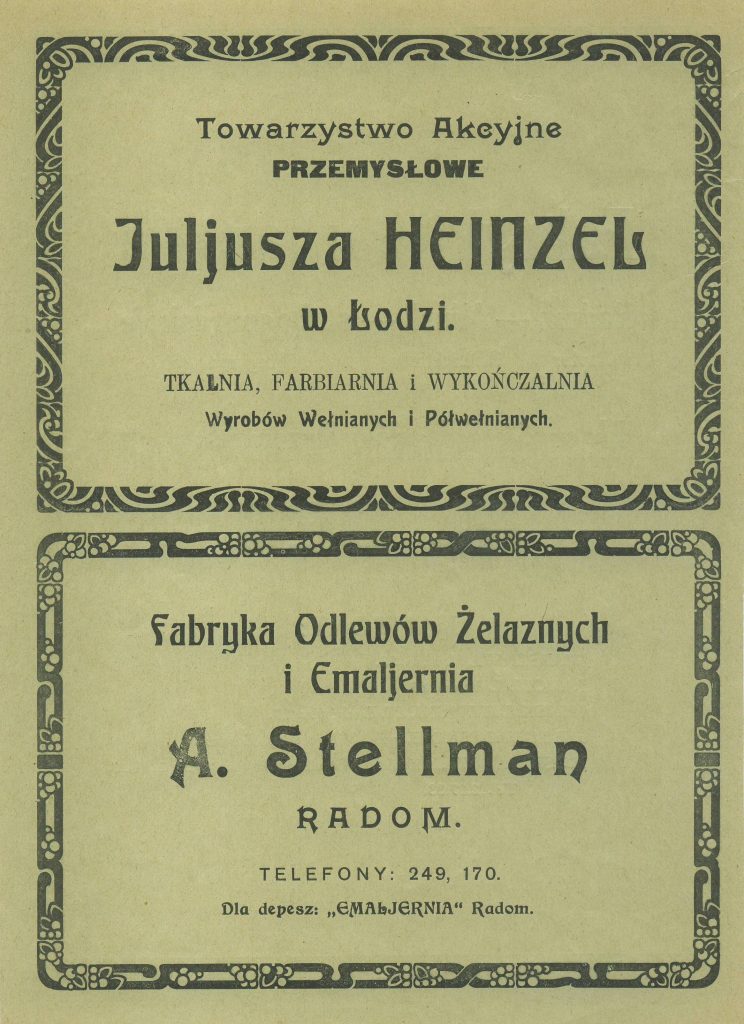 Towarzystwo Akcyjne
PRZEMYSŁOWE
Juljusza HEINZEL
w Łodzi.
TKALNIA, FARBIARNIA i WYKOŃCZALNIA
Wyrobów Wełnianych i Półwełnianych.
Fabryka Odlewów Żelaznych
i Emaljernia
A. Stellman
RADOM.
TELEFONY: 249, 170.
Dla depesz: „EMALJERNIA“ Radom.